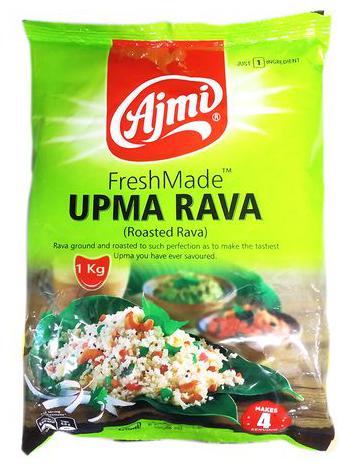 JUST 1 INGREDIENT
Ajmi®
FreshMade™
UPMA RAVA
(Roasted Rava)
Rava ground and roasted to such perfection as to make the tastiest
Upma you have ever savoured.
1 Kg
MAKES
4